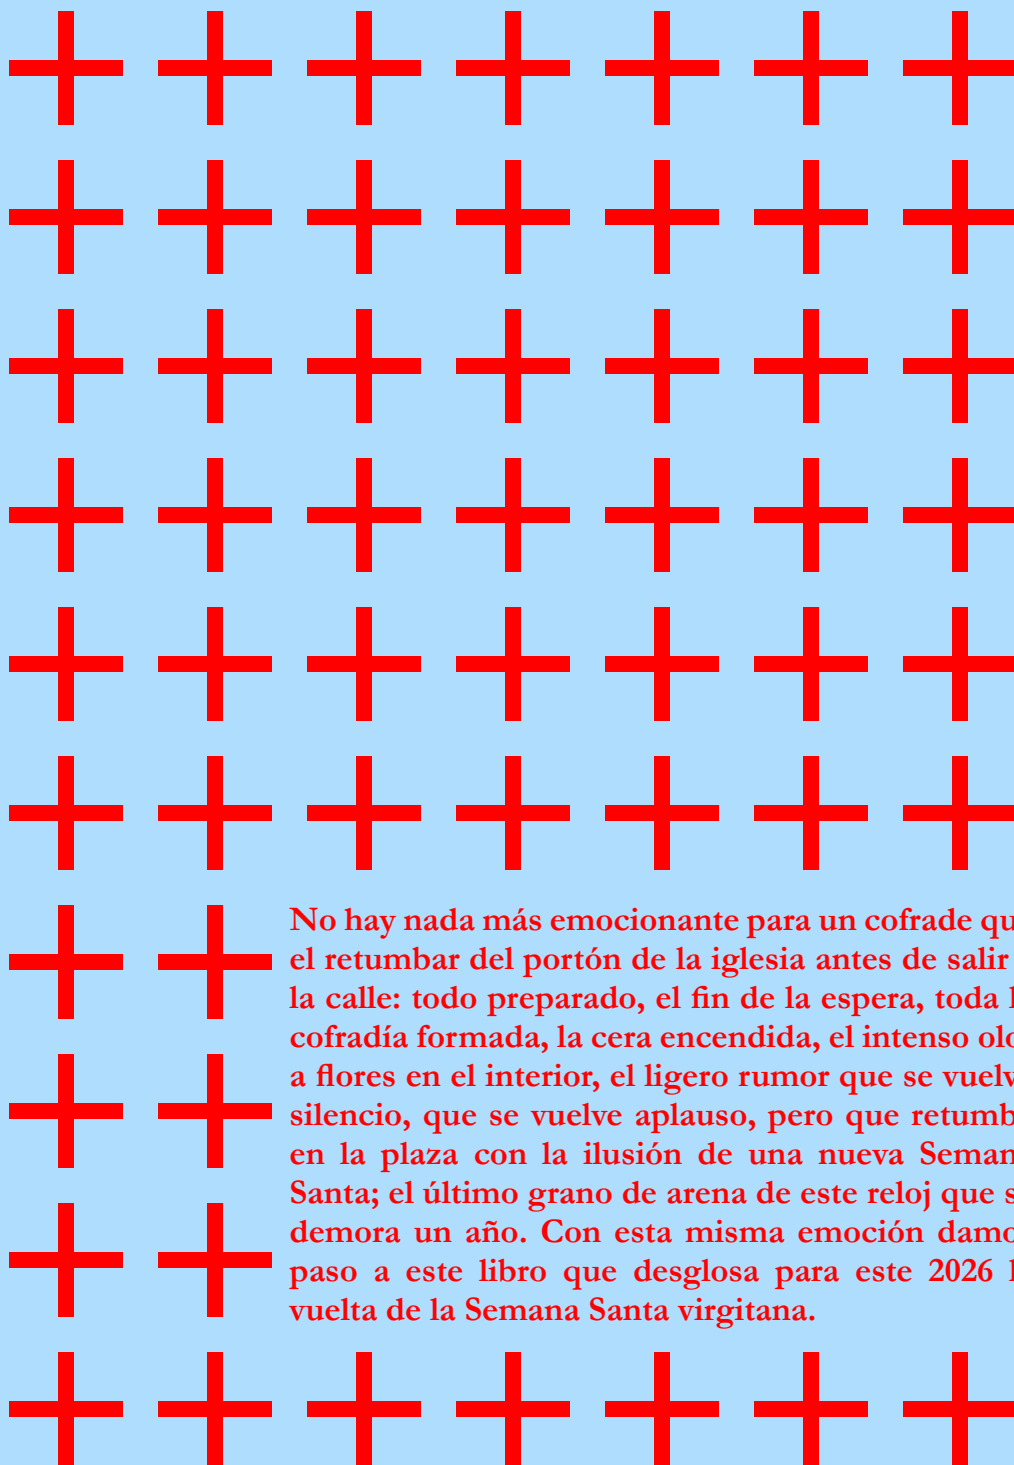 No hay nada más emocionante para un cofrade qu
el retumbar del portón de la iglesia antes de salir
la calle: todo preparado, el fin de la espera, toda l
cofradía formada, la cera encendida, el intenso olo
a flores en el interior, el ligero rumor que se vuelv
silencio, que se vuelve aplauso, pero que retumb
en la plaza con la ilusión de una nueva Seman
Santa; el último grano de arena de este reloj que s
demora un año. Con esta misma emoción damo
paso a este libro que desglosa para este 2026 l
vuelta de la Semana Santa virgitana.